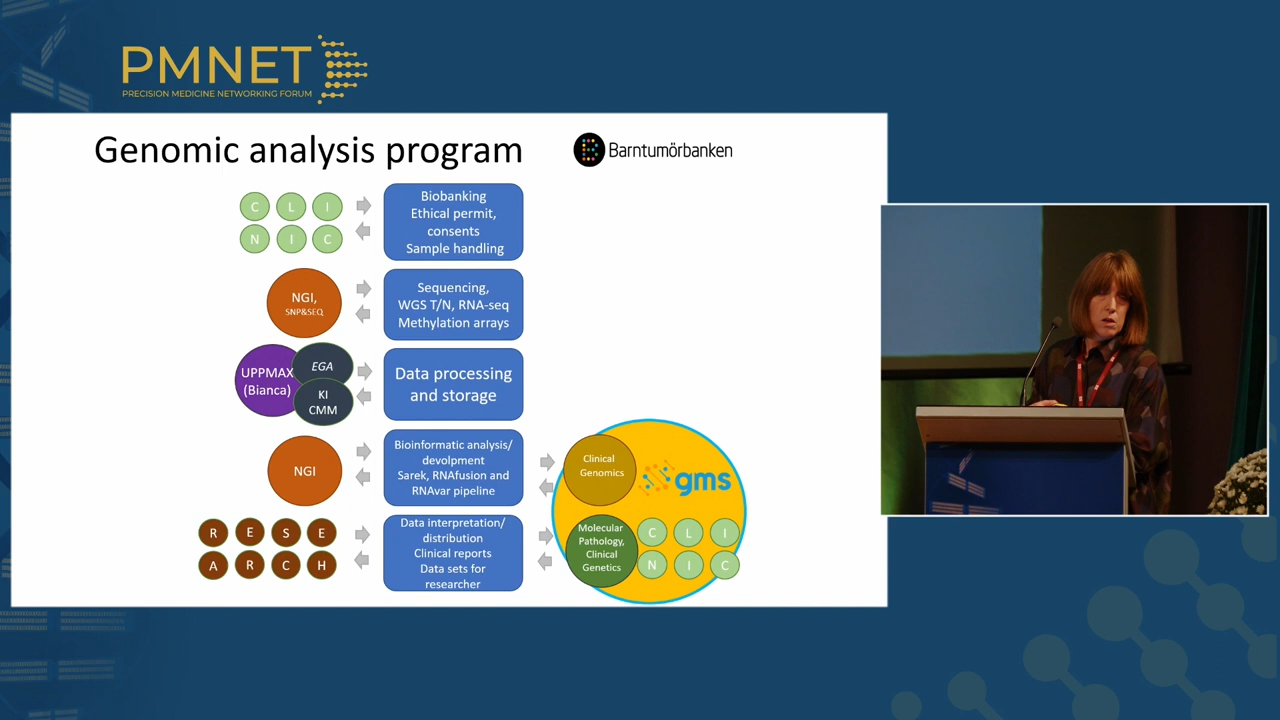 PMNET
PRECISION MEDICINE NETWORKING FORUM
Genomic analysis program
Barntumörbanken
C L I
N I C
Biobanking
Ethical permit,
consents
Sample handling
NGI,
SNP&SEQ
Sequencing,
WGS T/N, RNA-seq
Methylation arrays
UPPMAX
(Bianca)
EGA
KI
CMM
Data processing
and storage
NGI
Bioinformatic analysis/
devolpment
Sarek, RNAfusion and
RNAvar pipeline
Clinical
Genomics
gms
R E S E
A R C H
Data interpretation/
distribution
Clinical reports
Data sets for
researcher
Molecular
Pathology,
Clinical
Genetics
C L I
N I C